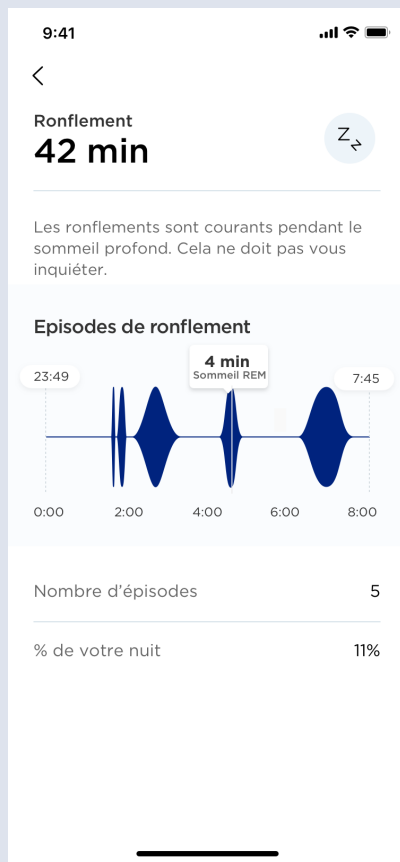 9:41
Ronflement
42 min
Z z
Les ronflements sont courants pendant le
sommeil profond. Cela ne doit pas vous
inquiéter.
Episodes de ronflement
4 min
Sommeil REM
23:49
7:45
0:00 2:00 4:00 6:00 8:00
Nombre d’épisodes 5
% de votre nuit 11%